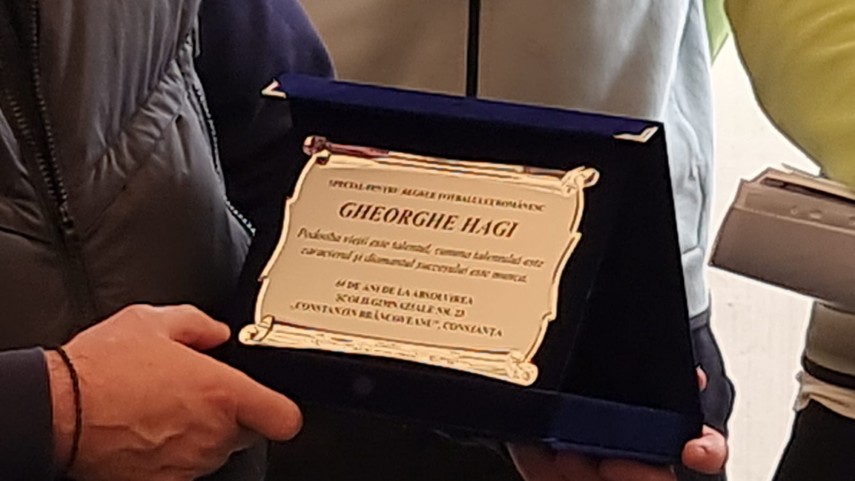 SPECIAL PENTRU REGELE FOTBALULUI ROMÂNESC
GHEORGHE HAGI
Podoaba vieții este talentul, cununa talentului este
caracterul și diamantul succesului este munca.
DE ANI DE LA ABSOLVIREA
ȘCOLII GIMNAZIALE NR. 23
„CONSTANTIN BRÂNCOVEANU”, CONSTANȚA